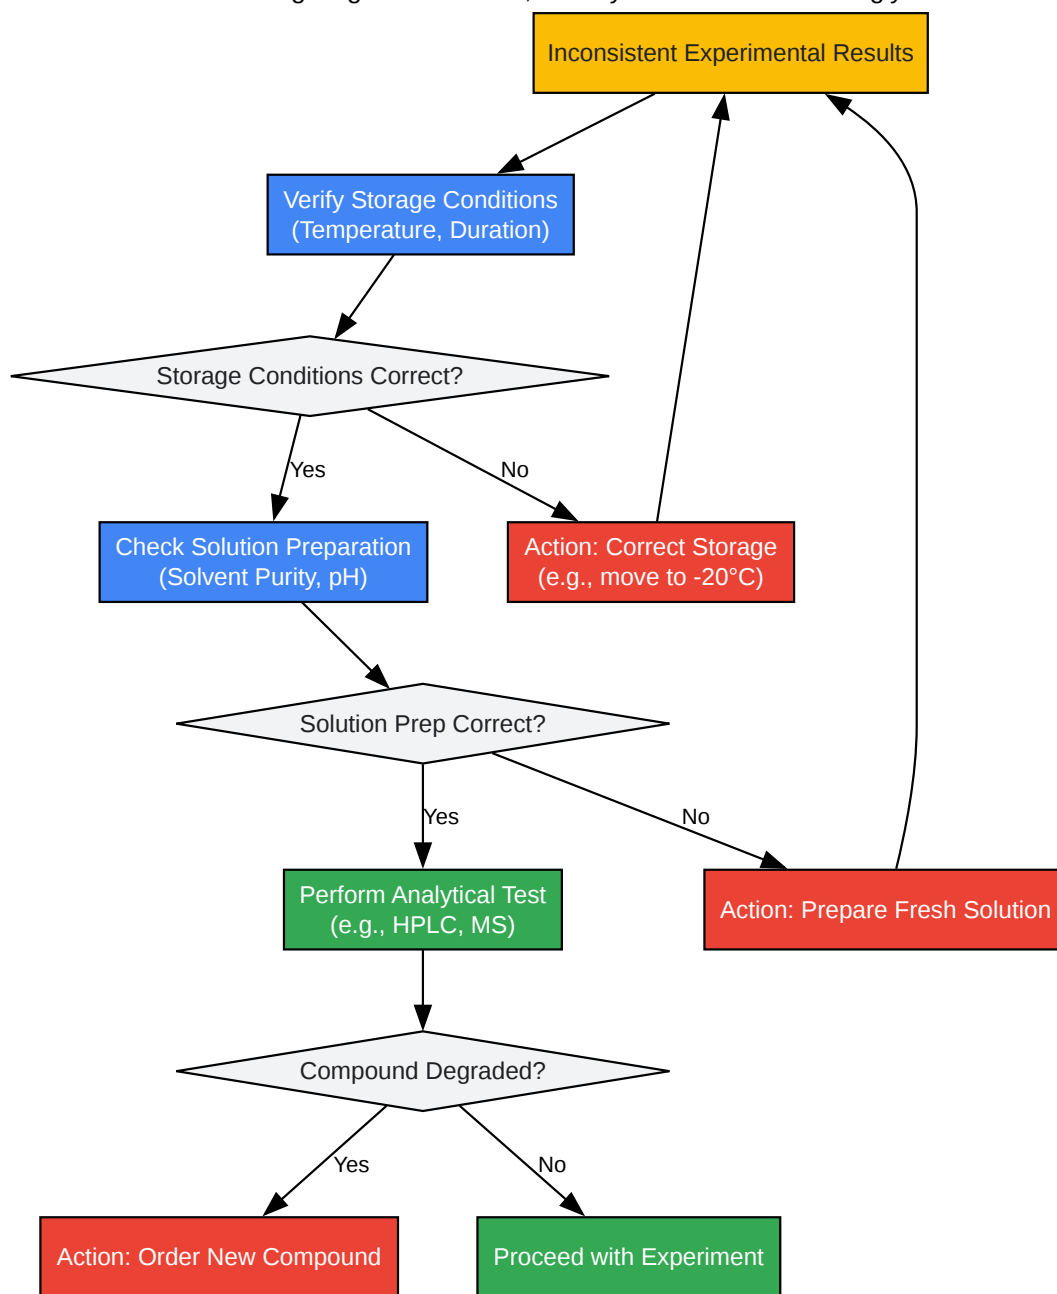 Inconsistent Experimental Results
Verify Storage Conditions
(Temperature, Duration)
Storage Conditions Correct?
Yes
No
Check Solution Preparation
(Solvent Purity, pH)
Action: Correct Storage
(e.g., move to -20°C)
Solution Prep Correct?
Yes
No
Perform Analytical Test
(e.g., HPLC, MS)
Action: Prepare Fresh Solution
Compound Degraded?
Yes
No
Action: Order New Compound
Proceed with Experiment